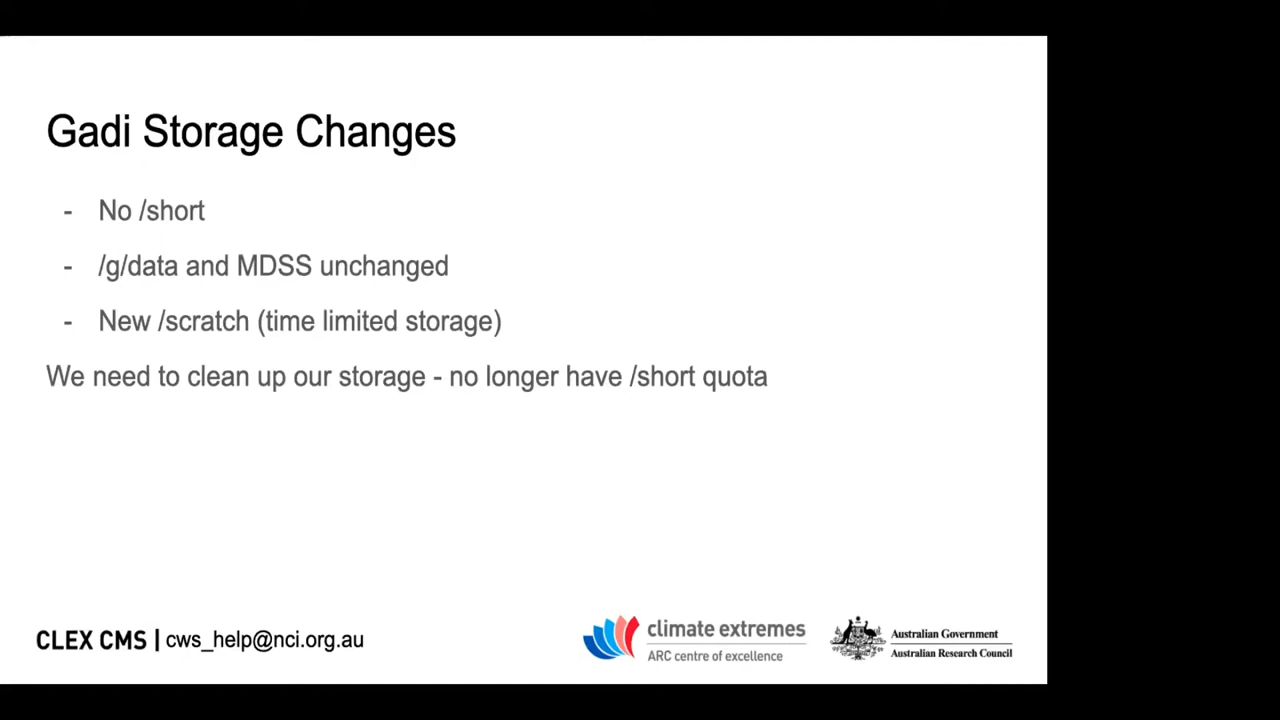 Gadi Storage Changes
- No /short
- /g/data and MDSS unchanged
- New /scratch (time limited storage)
We need to clean up our storage - no longer have /short quota
CLEX CMS | cws_help@nci.org.au
climate extremes
ARC centre of excellence
Australian Government
Australian Research Council